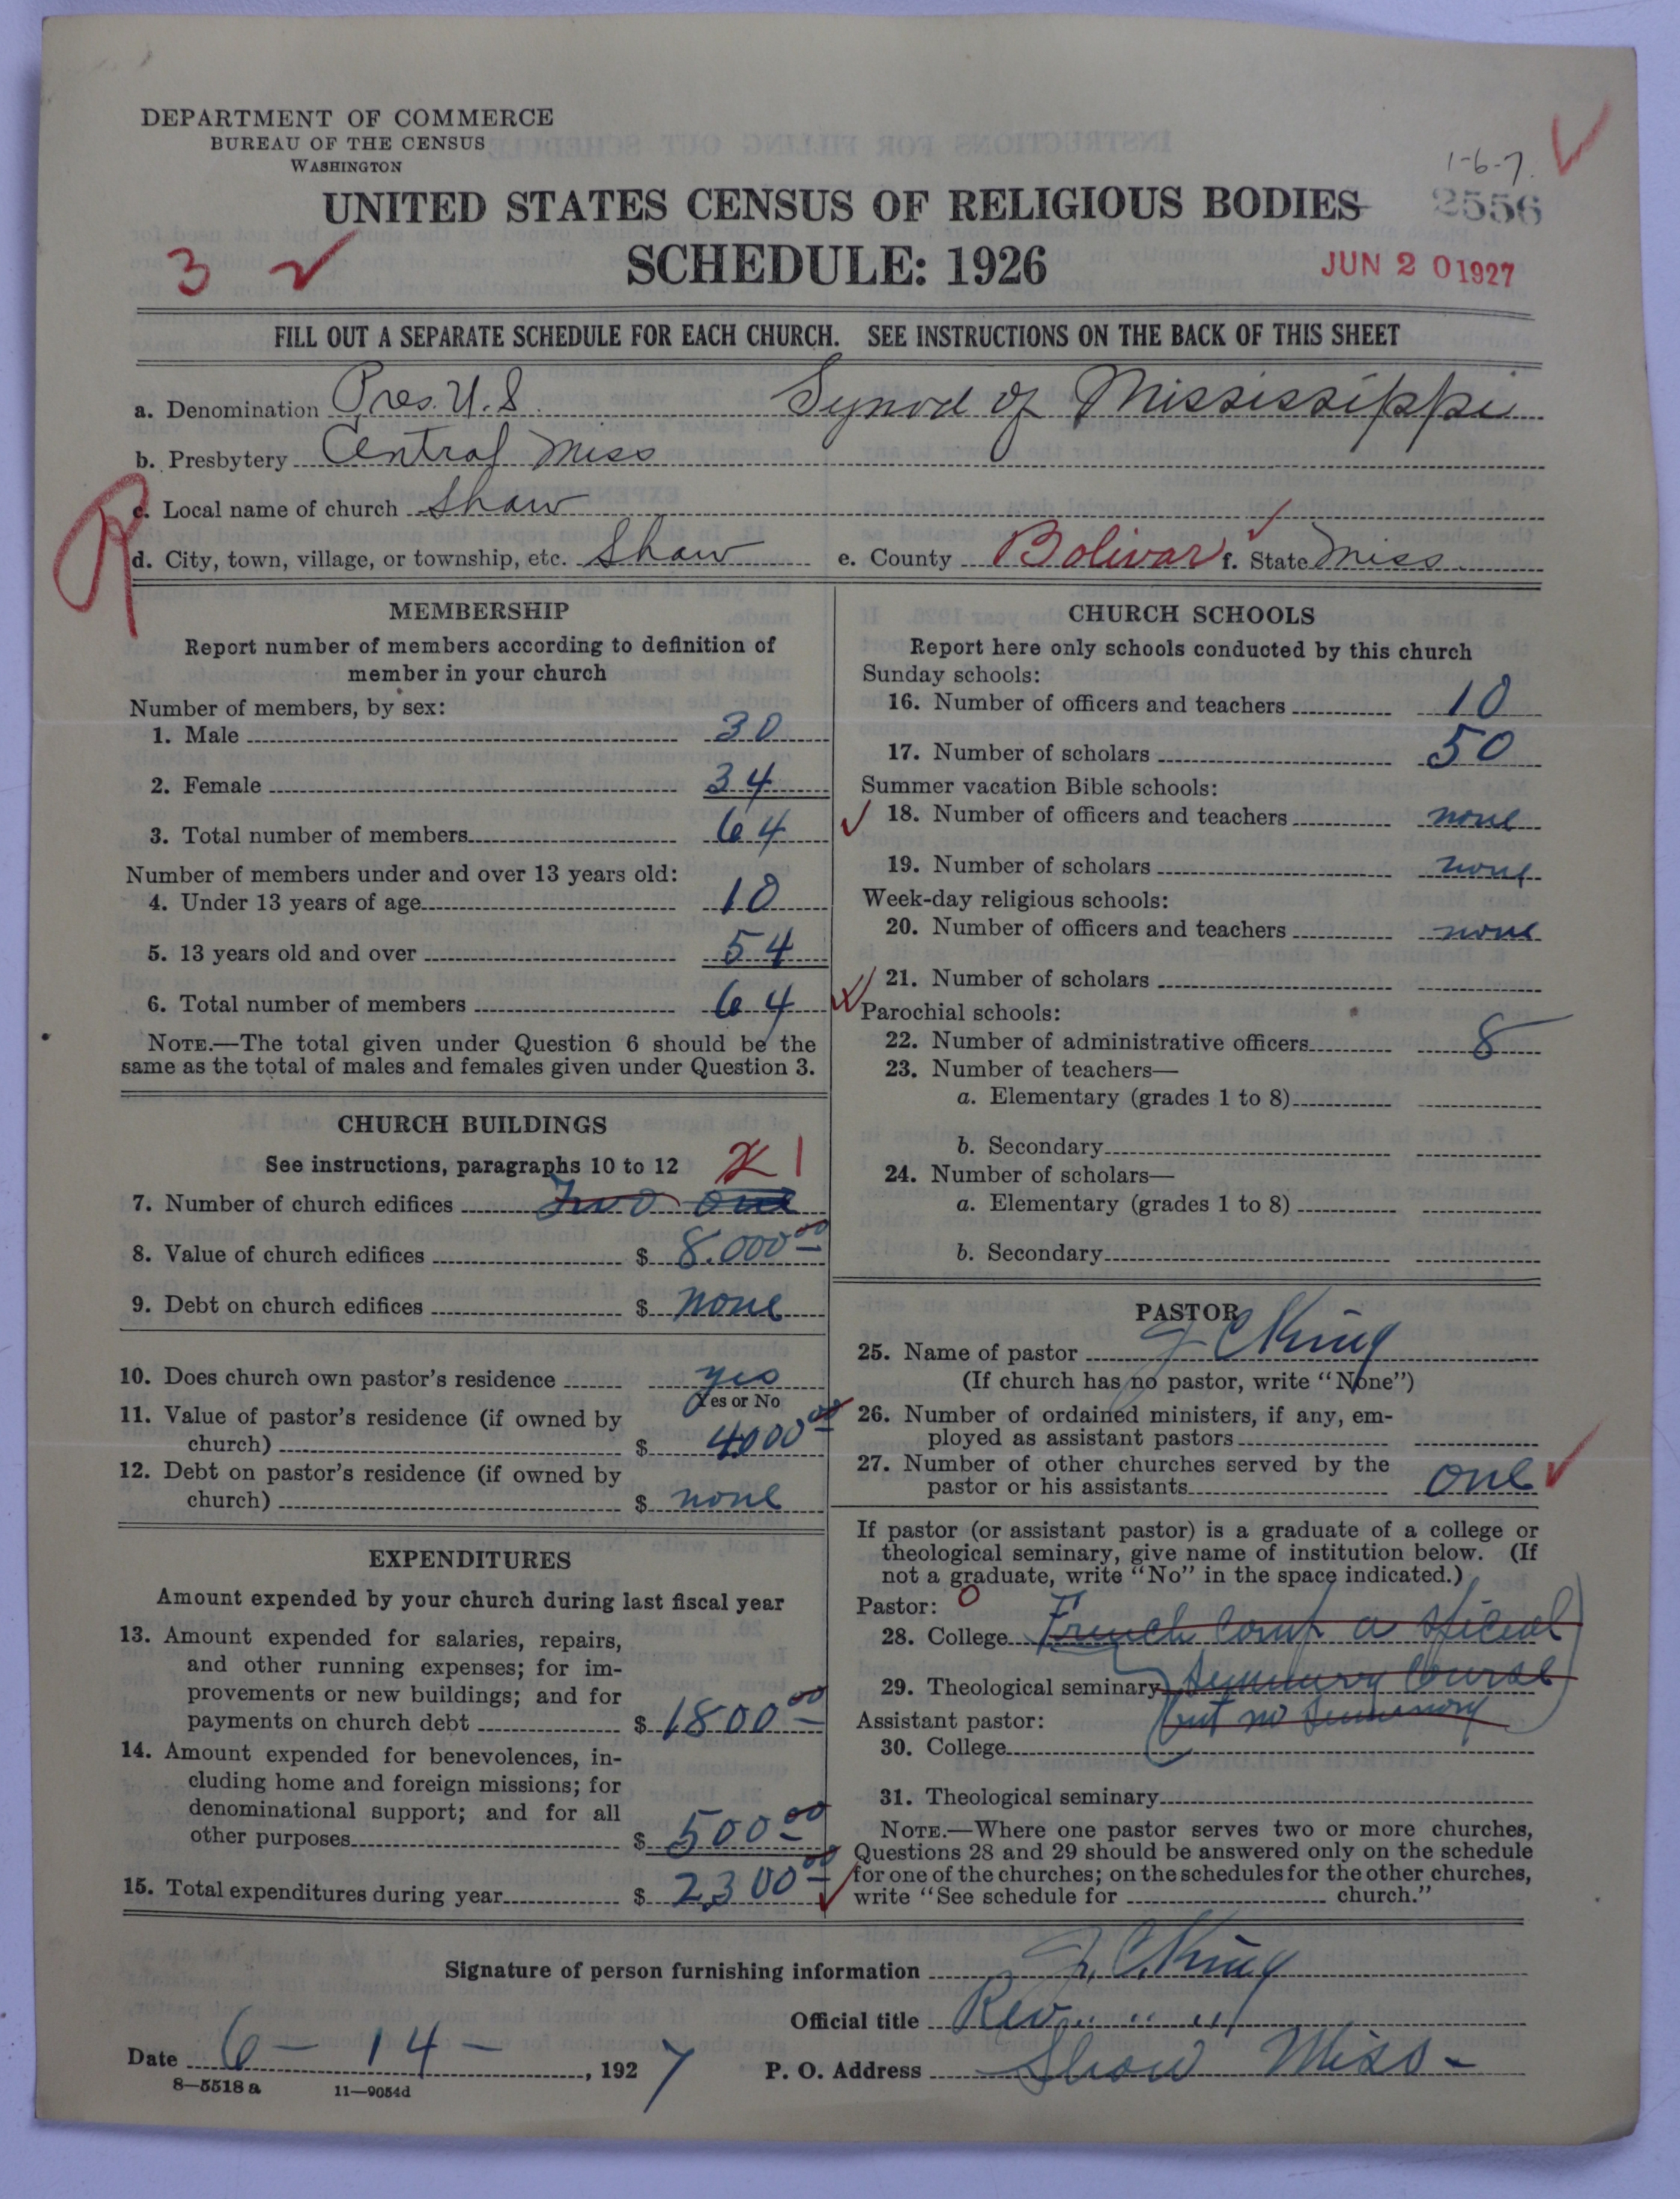 DEPARTMENT OF COMMERCE
BUREAU OF THE CENSUS
WASHINGTON
1-6-7.
UNITED STATES CENSUS OF RELIGIOUS BODIES
2556
3
SCHEDULE: 1926
JUN 20 1927
FILL OUT A SEPARATE SCHEDULE FOR EACH CHURCH. SEE INSTRUCTIONS ON THE BACK OF THIS SHEET
a. Denomination Pres. U.S. Synod of Mississippi
b. Presbytery Central Miss
c. Local name of church Shaw
d. City, town, village, or township, etc. Shaw e. County Bolivar f. State Miss
MEMBERSHIP
Report number of members according to definition of
member in your church
Number of members, by sex:
1. Male 30
2. Female 34
3. Total number of members 64
Number of members under and over 13 years old:
4. Under 13 years of age 10
5. 13 years old and over 54
6. Total number of members 64
NOTE.—The total given under Question 6 should be the
same as the total of males and females given under Question 3.
CHURCH BUILDINGS
See instructions, paragraphs 10 to 12 1
7. Number of church edifices Two one
8. Value of church edifices $ 8.000 00
9. Debt on church edifices $ none
10. Does church own pastor's residence yes
Yes or No
11. Value of pastor's residence (if owned by
church) $ 4000 00
12. Debt on pastor's residence (if owned by
church) $ none
EXPENDITURES
Amount expended by your church during last fiscal year
13. Amount expended for salaries, repairs,
and other running expenses; for im-
provements or new buildings; and for
payments on church debt $ 1800 00
14. Amount expended for benevolences, in-
cluding home and foreign missions; for
denominational support; and for all
other purposes $ 500 00
15. Total expenditures during year $ 2300 00
CHURCH SCHOOLS
Report here only schools conducted by this church
Sunday schools:
16. Number of officers and teachers 10
17. Number of scholars 50
Summer vacation Bible schools:
18. Number of officers and teachers none
19. Number of scholars none
Week-day religious schools:
20. Number of officers and teachers none
21. Number of scholars
Parochial schools:
22. Number of administrative officers 8
23. Number of teachers—
a. Elementary (grades 1 to 8)
b. Secondary
24. Number of scholars—
a. Elementary (grades 1 to 8)
b. Secondary
PASTOR
25. Name of pastor J C King
(If church has no pastor, write "None")
26. Number of ordained ministers, if any, em-
ployed as assistant pastors
27. Number of other churches served by the
pastor or his assistants one
If pastor (or assistant pastor) is a graduate of a college or
theological seminary, give name of institution below. (If
not a graduate, write "No" in the space indicated.)
Pastor: 0
28. College French a special
29. Theological seminary Seminary Course
Assistant pastor: but no Seminary
30. College
31. Theological seminary
NOTE.—Where one pastor serves two or more churches,
Questions 28 and 29 should be answered only on the schedule
for one of the churches; on the schedules for the other churches,
write "See schedule for church."
Signature of person furnishing information J. C. King
Official title Rev. " "
Date 6 - 14 - , 1927 P. O. Address Shaw Miss-
8-5518 a 11-9054d